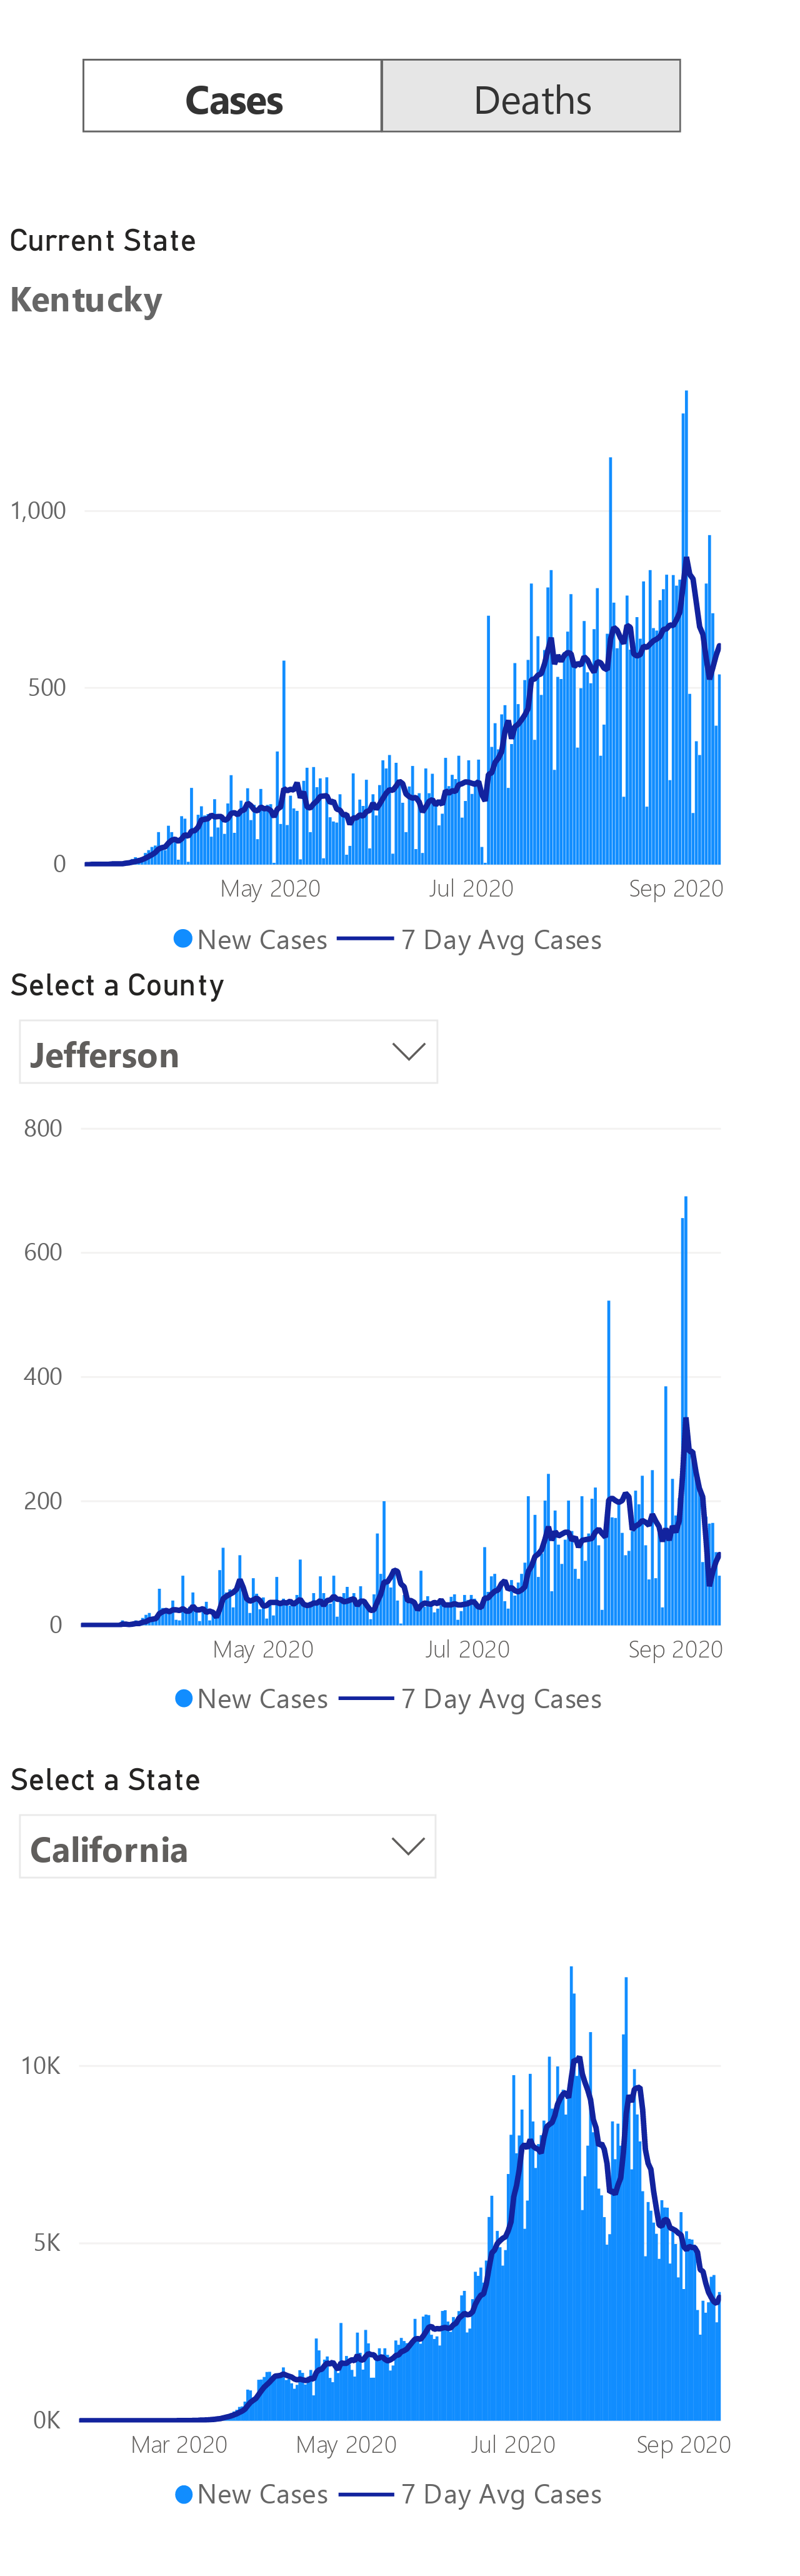 Cases Deaths
Current State
Kentucky
1,000
500
0
May 2020 Jul 2020 Sep 2020
New Cases 7 Day Avg Cases
Select a County
Jefferson
800
600
400
200
0
May 2020 Jul 2020 Sep 2020
New Cases 7 Day Avg Cases
Select a State
California
10K
5K
0K
Mar 2020 May 2020 Jul 2020 Sep 2020
New Cases 7 Day Avg Cases